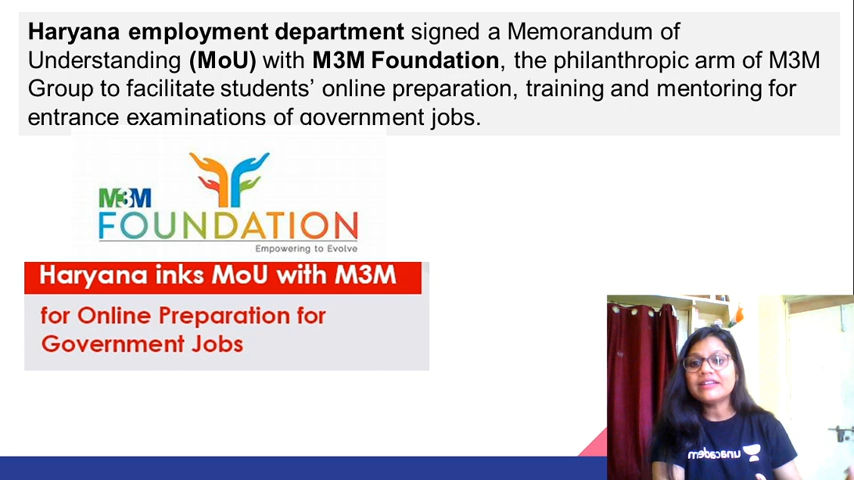 Haryana employment department signed a Memorandum of
Understanding (MoU) with M3M Foundation, the philanthropic arm of M3M
Group to facilitate students’ online preparation, training and mentoring for
entrance examinations of government jobs.
M3M
FOUNDATION
Empowering to Evolve
Haryana inks MoU with M3M
for Online Preparation for
Government Jobs
unacadem